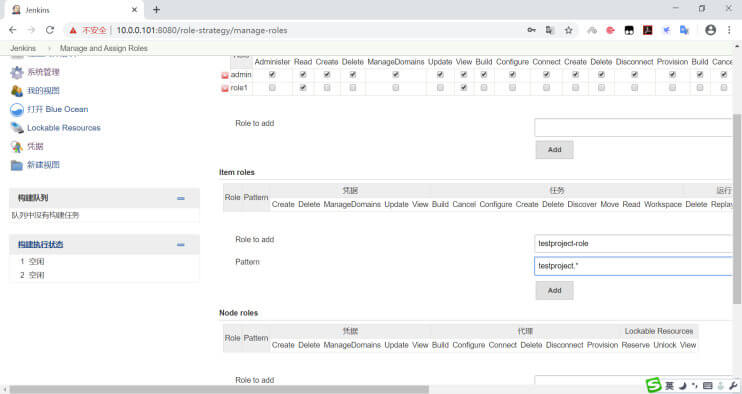 Jenkins
不安全 | 10.0.0.101:8080/role-strategy/manage-roles
Jenkins › Manage and Assign Roles
系统管理
我的视图
打开 Blue Ocean
Lockable Resources
凭据
新建视图
构建队列
队列中没有构建任务
构建执行状态
1 空闲
2 空闲
Administer Read Create Delete ManageDomains Update View Build Configure Connect Create Delete Disconnect Provision Build Cance
admin
role1
Role to add
Add
Item roles
Role Pattern 凭据 任务 运行
Create Delete ManageDomains Update View Build Cancel Configure Create Delete Discover Move Read Workspace Delete Replay
Role to add testproject-role
Pattern testproject.*
Add
Node roles
Role Pattern 凭据 代理 Lockable Resources
Create Delete ManageDomains Update View Build Configure Connect Delete Disconnect Provision Reserve Unlock View
Role to add
英